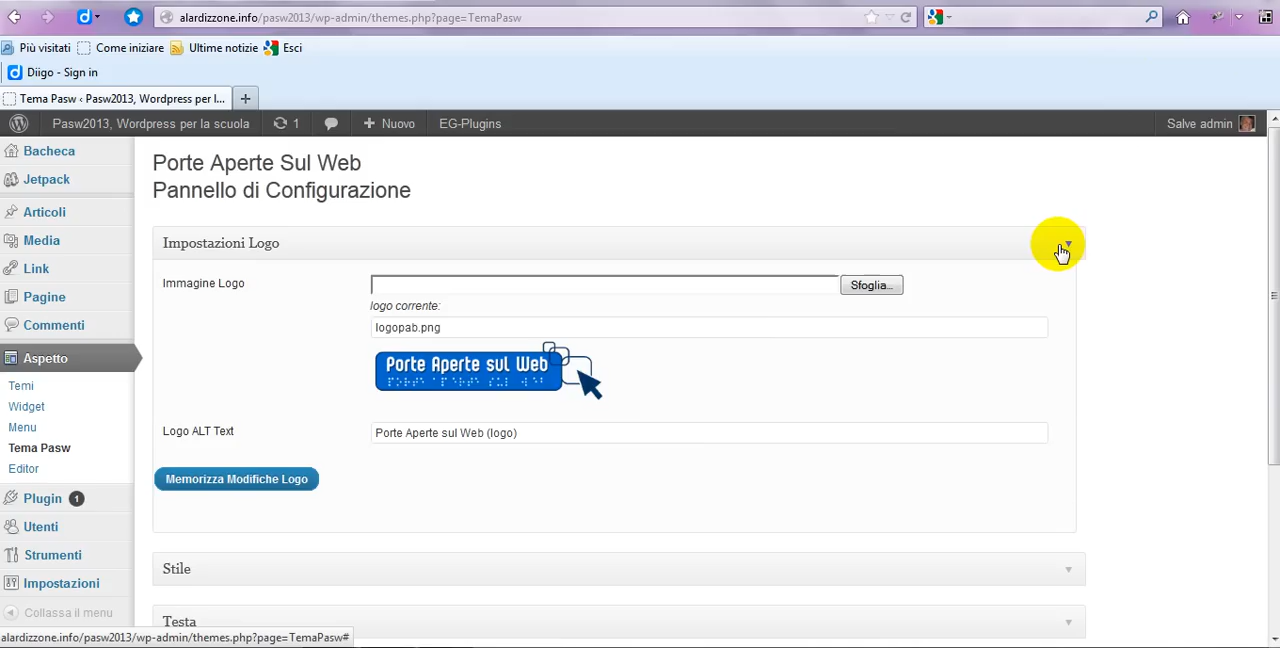 alardizzone.info/pasw2013/wp-admin/themes.php?page=TemaPasw
Più visitati Come iniziare Ultime notizie Esci
Diigo - Sign in
Tema Pasw ‹ Pasw2013, Wordpress per l...
Pasw2013, Wordpress per la scuola 1 Nuovo EG-Plugins Salve admin
Bacheca
Jetpack
Articoli
Media
Link
Pagine
Commenti
Aspetto
Temi
Widget
Menu
Tema Pasw
Editor
Plugin 1
Utenti
Strumenti
Impostazioni
Collassa il menu
Porte Aperte Sul Web
Pannello di Configurazione
Impostazioni Logo
Immagine Logo Sfoglia...
logo corrente:
logopab.png
Porte Aperte sul Web
Logo ALT Text Porte Aperte sul Web (logo)
Memorizza Modifiche Logo
Stile
Testa
alardizzone.info/pasw2013/wp-admin/themes.php?page=TemaPasw#